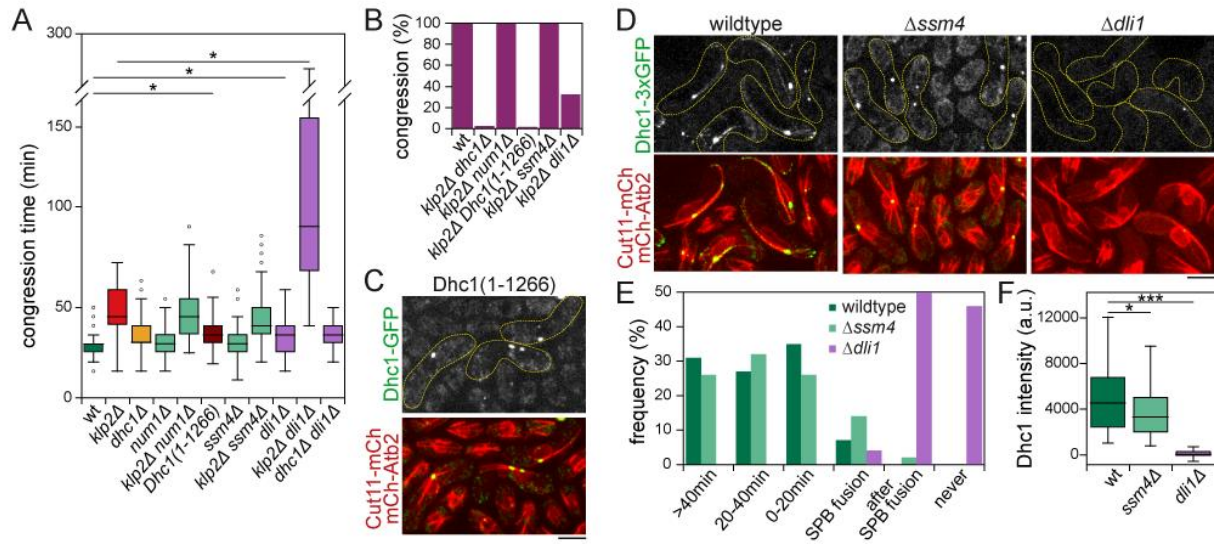 A
congression time (min)
300
150
100
50
0
*
*
*
wt
klp2Δ
dhc1Δ
num1Δ
klp2Δ num1Δ
Dhc1(1-1266)
ssm4Δ
klp2Δ ssm4Δ
dli1Δ
klp2Δ dli1Δ
dhc1Δ dli1Δ
B
congression (%)
100
80
60
40
20
0
wt
klp2Δ dhc1Δ
klp2Δ num1Δ
klp2Δ Dhc1(1-1266)
klp2Δ ssm4Δ
klp2Δ dli1Δ
C
Dhc1(1-1266)
Dhc1-GFP
Cut11-mCh
mCh-Atb2
D
wildtype
Δssm4
Δdli1
Dhc1-3xGFP
Cut11-mCh
mCh-Atb2
E
frequency (%)
50
40
30
20
10
0
wildtype
Δssm4
Δdli1
>40min
20-40min
0-20min
SPB fusion
after
SPB fusion
never
F
Dhc1 intensity (a.u.)
12000
8000
4000
0
***
*
wt
ssm4Δ
dli1Δ